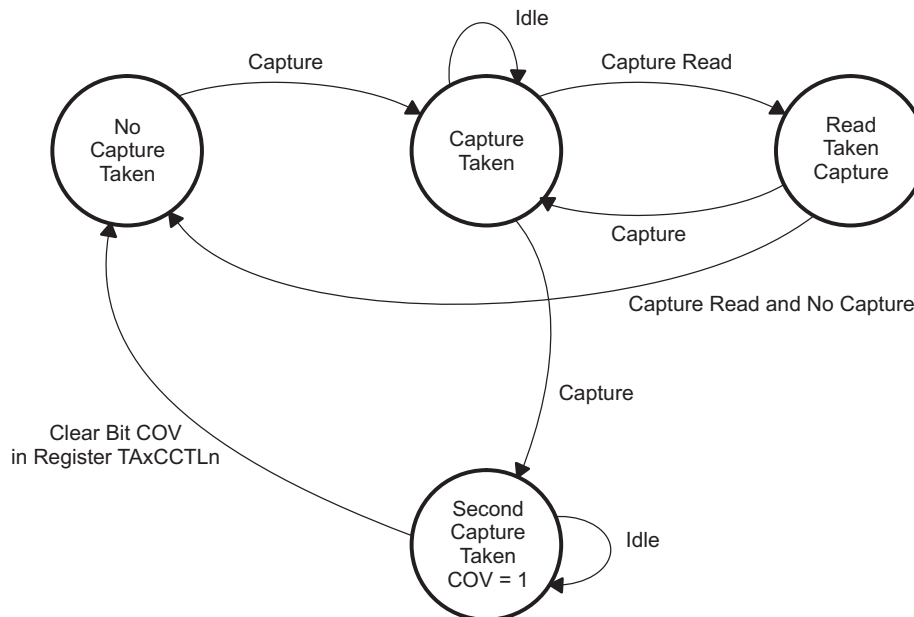 Idle
Capture
Capture Read
No
Capture
Taken
Capture
Taken
Read
Taken
Capture
Capture
Capture Read and No Capture
Capture
Clear Bit COV
in Register TAxCCTLn
Second
Capture
Taken
COV = 1
Idle